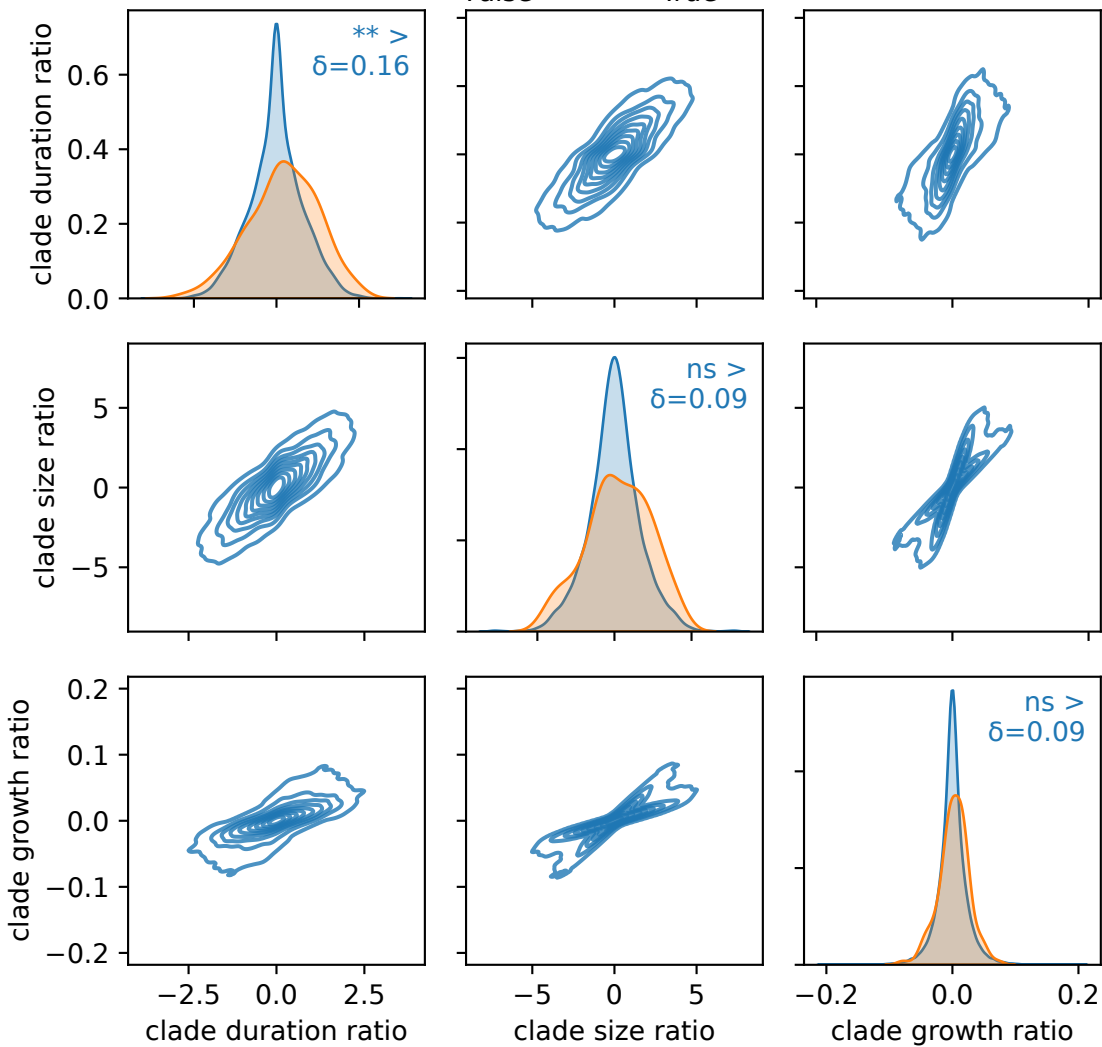 clade duration ratio
0.6
0.4
0.2
0.0
** >
δ=0.16
clade size ratio
5
0
−5
ns >
δ=0.09
clade growth ratio
0.2
0.1
0.0
−0.1
−0.2
ns >
δ=0.09
−2.5 0.0 2.5
−5 0 5
−0.2 0.0 0.2
clade duration ratio
clade size ratio
clade growth ratio